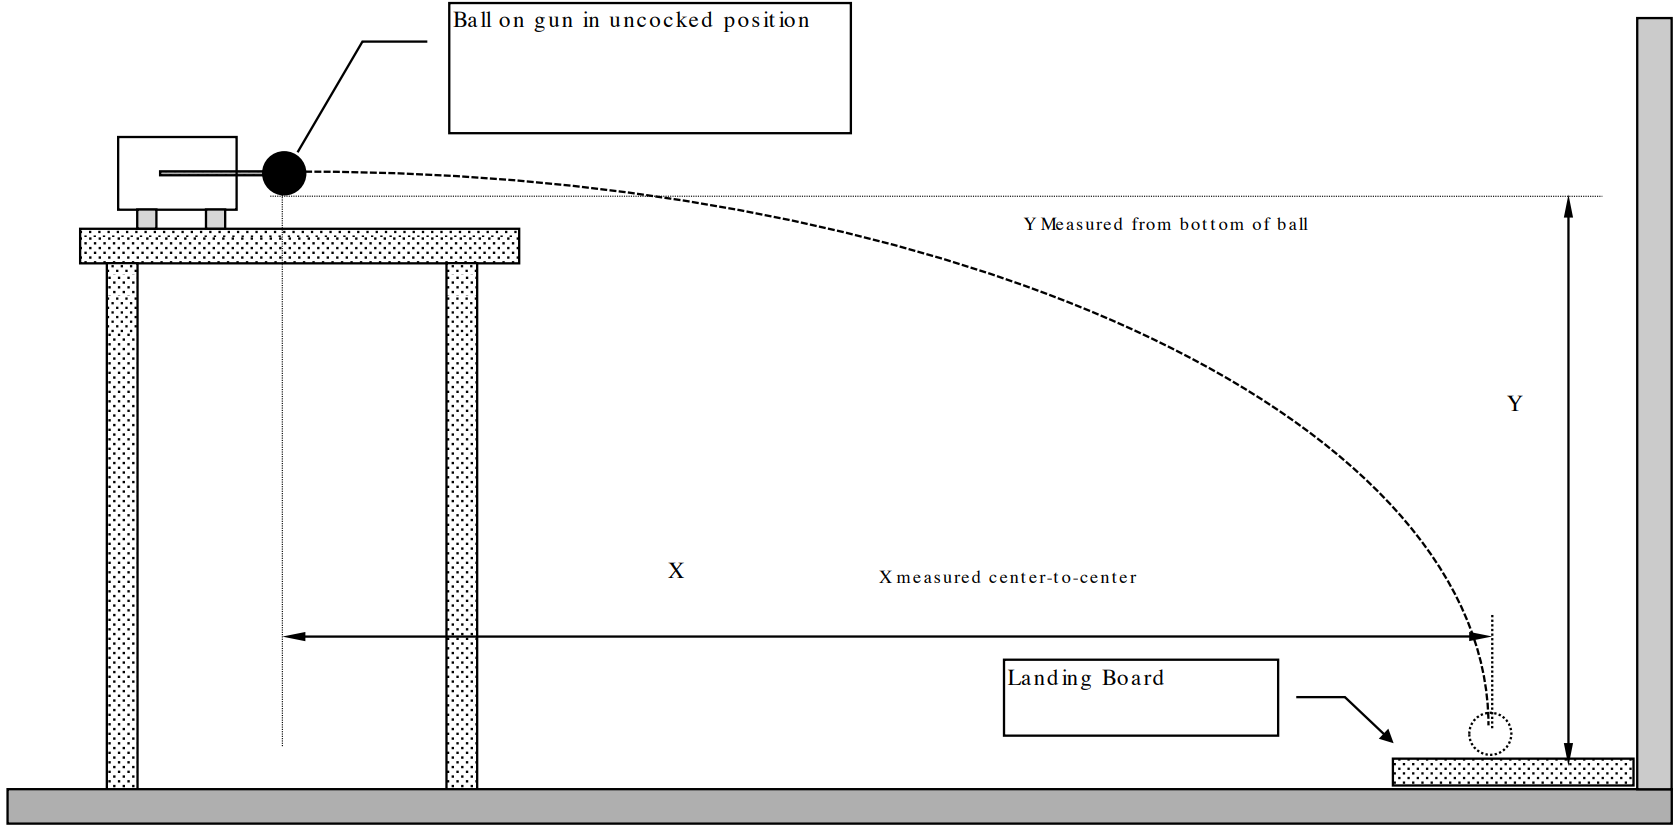 Ball on gun in uncocked position
Y Measured from bottom of ball
Y
X
X measured center-to-center
Landing Board